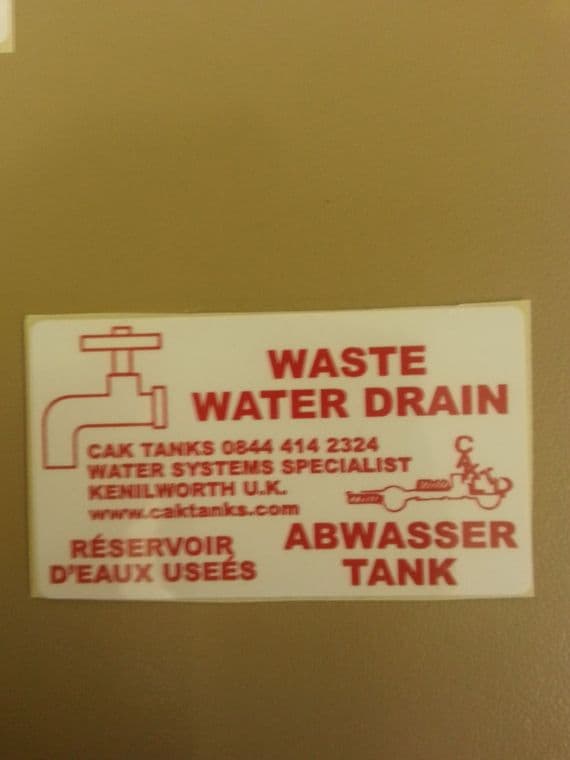 WASTE
WATER DRAIN
CAK TANKS 0844 414 2324
WATER SYSTEMS SPECIALIST
KENILWORTH U.K.
www.caktanks.com
CAK
RÉSERVOIR
D'EAUX USEÉS
ABWASSER
TANK